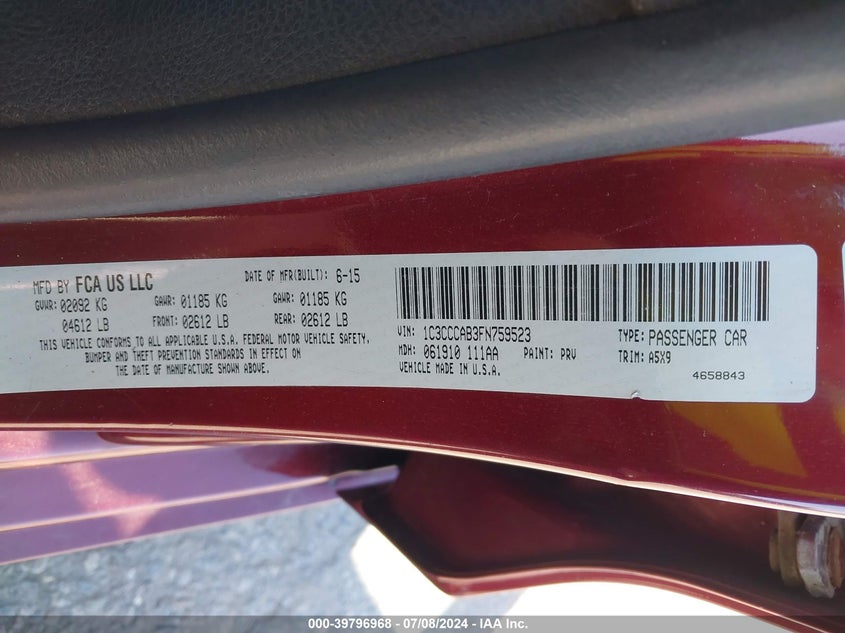 MFD BY FCA US LLC DATE OF MFR(BUILT): 6-15
GVWR: 02092 KG GAWR: 01185 KG GAWR: 01185 KG
04612 LB FRONT: 02612 LB REAR: 02612 LB
THIS VEHICLE CONFORMS TO ALL APPLICABLE U.S.A. FEDERAL MOTOR VEHICLE SAFETY,
BUMPER AND THEFT PREVENTION STANDARDS IN EFFECT ON
THE DATE OF MANUFACTURE SHOWN ABOVE.
VIN: 1C3CCCAB3FN759523 TYPE: PASSENGER CAR
MDH: 061910 111AA PAINT: PRV TRIM: A5X9
VEHICLE MADE IN U.S.A.
4658843
000-39796968 - 07/08/2024 - IAA Inc.